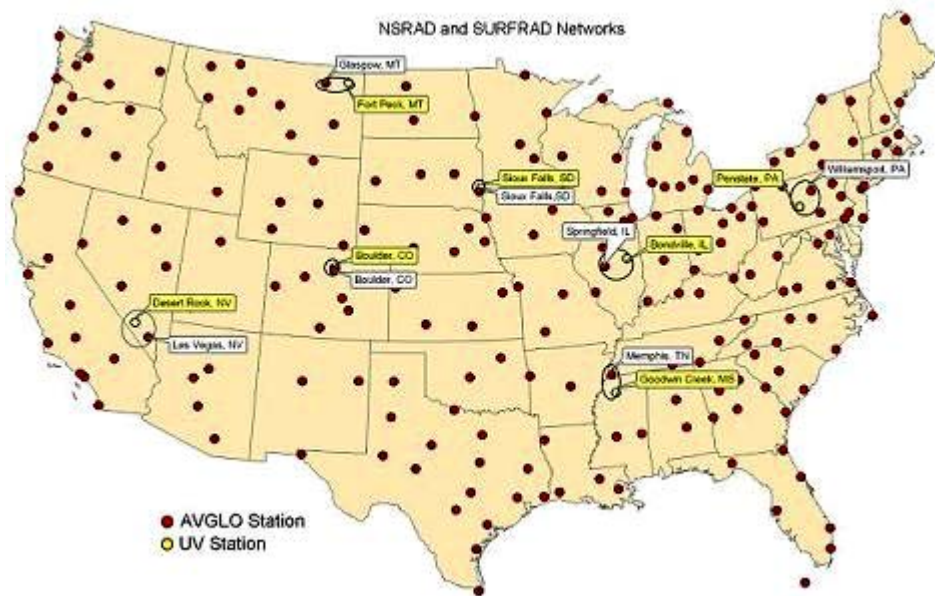 NSRAD and SURFRAD Networks
Glasgow, MT
Fort Peck, MT
Sioux Falls, SD
Sioux Falls,SD
Penstate, PA
Williamsport, PA
Springfield, IL
Bondville, IL
Boulder, CO
Boulder, CO
Desert Rock, NV
Las Vegas, NV
Memphis, TN
Goodwin Creek, MS
AVGLO Station
UV Station